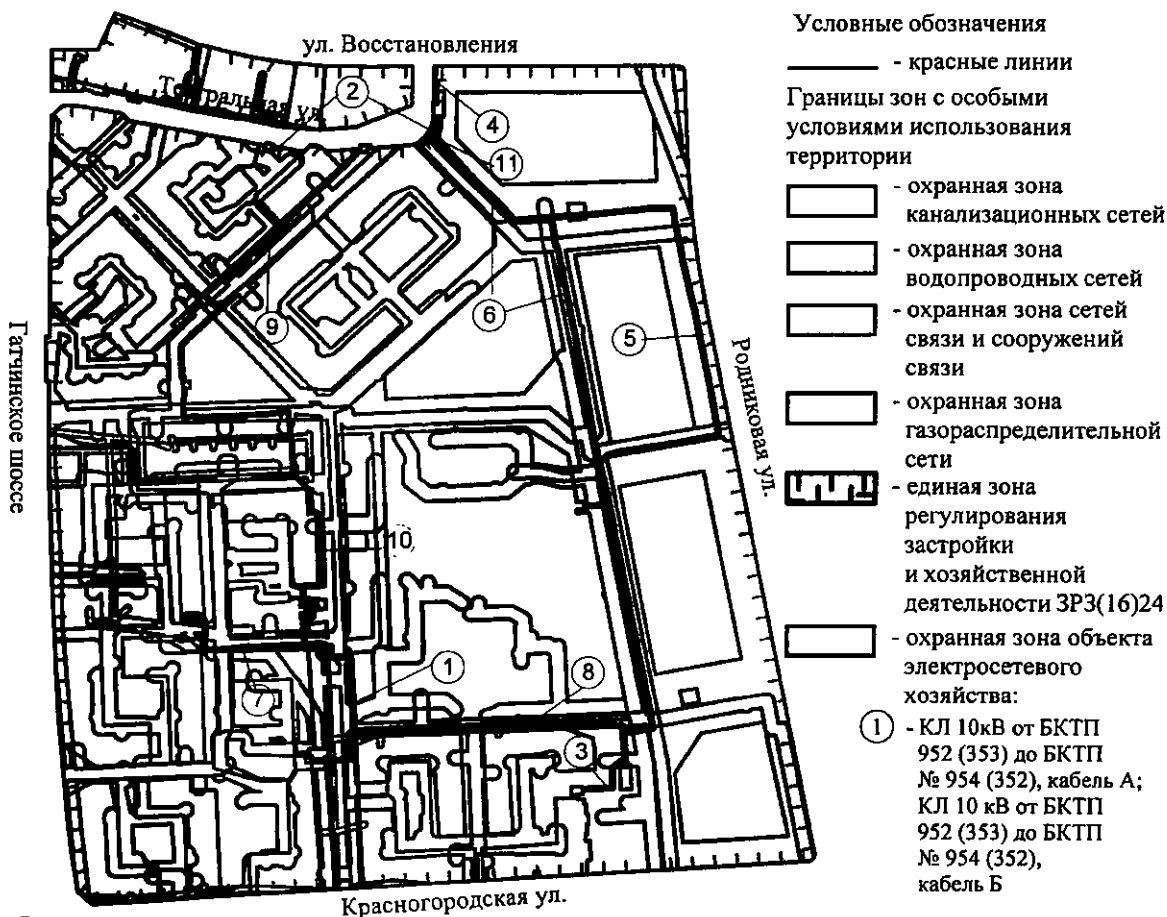 ул. Восстановления
Театральная ул.
2
4
11
9
6
5
10
1
7
8
3
Гатчинское шоссе
Родниковая ул.
Красногородская ул.
Условные обозначения
- красные линии
Границы зон с особыми
условиями использования
территории
- охранная зона
канализационных сетей
- охранная зона
водопроводных сетей
- охранная зона сетей
связи и сооружений
связи
- охранная зона
газораспределительной
сети
- единая зона
регулирования
застройки
и хозяйственной
деятельности ЗРЗ(16)24
- охранная зона объекта
электросетевого
хозяйства:
1 - КЛ 10кВ от БКТП
952 (353) до БКТП
№ 954 (352), кабель А;
КЛ 10 кВ от БКТП
952 (353) до БКТП
№ 954 (352),
кабель Б